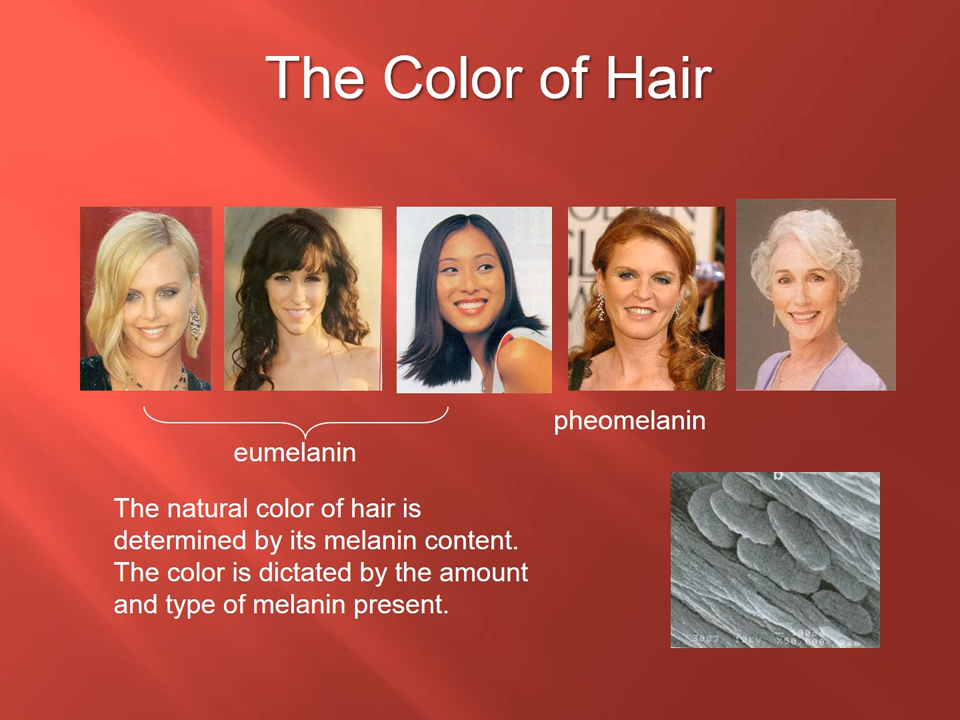 The Color of Hair
eumelanin
pheomelanin
The natural color of hair is
determined by its melanin content.
The color is dictated by the amount
and type of melanin present.
b
3083